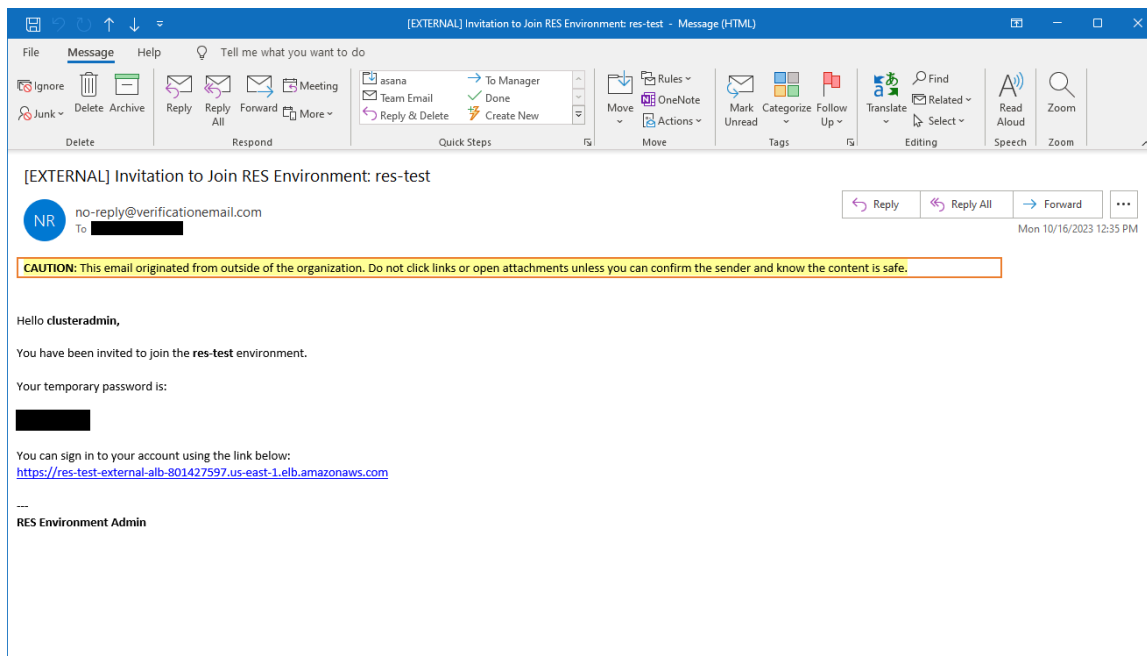 [EXTERNAL] Invitation to Join RES Environment: res-test - Message (HTML)
File Message Help Tell me what you want to do
Ignore
Junk
Delete
Archive
Reply
Reply All
Forward
Meeting
More
asana
Team Email
Reply & Delete
To Manager
Done
Create New
Move
Rules
OneNote
Actions
Mark Unread
Categorize
Follow Up
Translate
Find
Related
Select
Read Aloud
Zoom
Delete Respond Quick Steps Move Tags Editing Speech Zoom
[EXTERNAL] Invitation to Join RES Environment: res-test
NR
no-reply@verificationemail.com
To
Reply Reply All Forward
Mon 10/16/2023 12:35 PM
CAUTION: This email originated from outside of the organization. Do not click links or open attachments unless you can confirm the sender and know the content is safe.
Hello clusteradmin,
You have been invited to join the res-test environment.
Your temporary password is:
You can sign in to your account using the link below:
https://res-test-external-alb-801427597.us-east-1.elb.amazonaws.com
---
RES Environment Admin